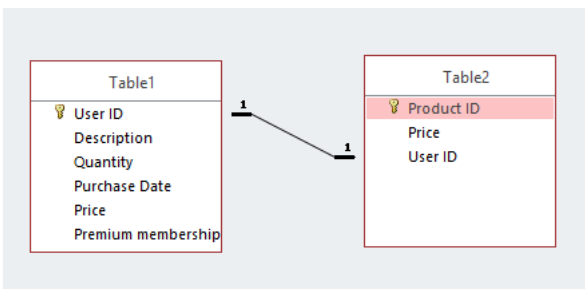 Table1
User ID
Description
Quantity
Purchase Date
Price
Premium membership
1
1
Table2
Product ID
Price
User ID